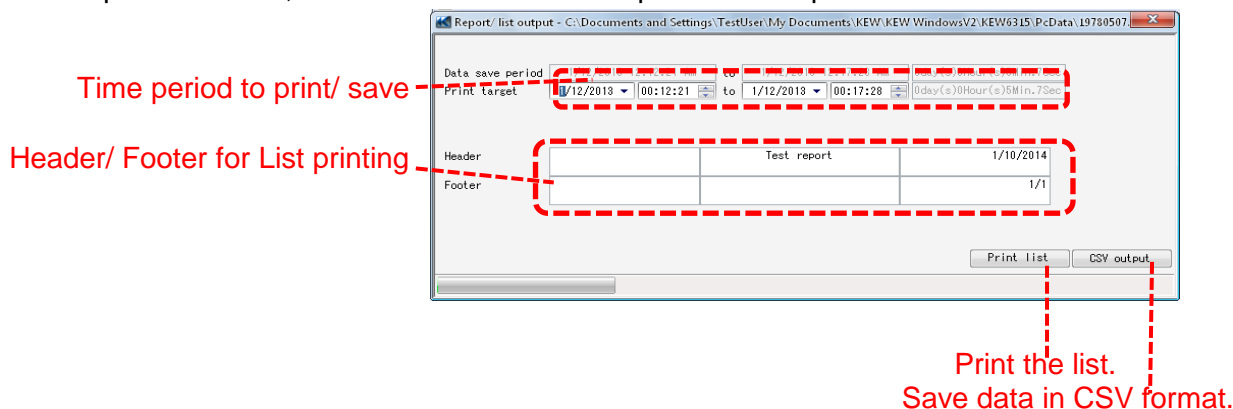 Report/ list output - C:\Documents and Settings\TestUser\My Documents\KEW\KEW WindowsV2\KEW6315\PcData\19780507.
Data save period to
Time period to print/ save
Print target 1/12/2013 00:12:21 to 1/12/2013 00:17:28 0day(s)0Hour(s)5Min.7Sec
Header/ Footer for List printing
Header Test report 1/10/2014
Footer 1/1
Print list CSV output
Print the list.
Save data in CSV format.